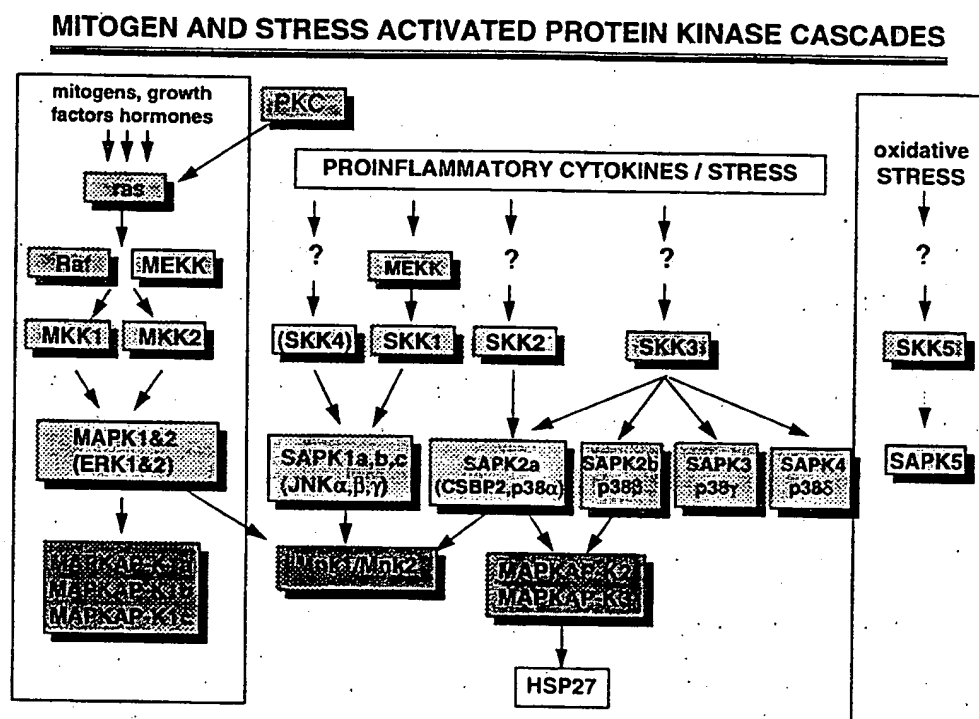 MITOGEN AND STRESS ACTIVATED PROTEIN KINASE CASCADES
mitogens, growth
factors hormones
PKC
ras
Raf
MEKK
MKK1
MKK2
MAPK1&2
(ERK1&2)
MAPKAP-K1a
MAPKAP-K1b
MAPKAP-K1c
PROINFLAMMATORY CYTOKINES / STRESS
?
MEKK
?
?
(SKK4)
SKK1
SKK2
SKK3
SAPK1a,b,c
(JNKα,β,γ)
SAPK2a
(CSBP2,p38α)
SAPK2b
p38β
SAPK3
p38γ
SAPK4
p38δ
Mnk1/Mnk2
MAPKAP-K2
MAPKAP-K3
HSP27
oxidative
STRESS
?
SKK5
SAPK5